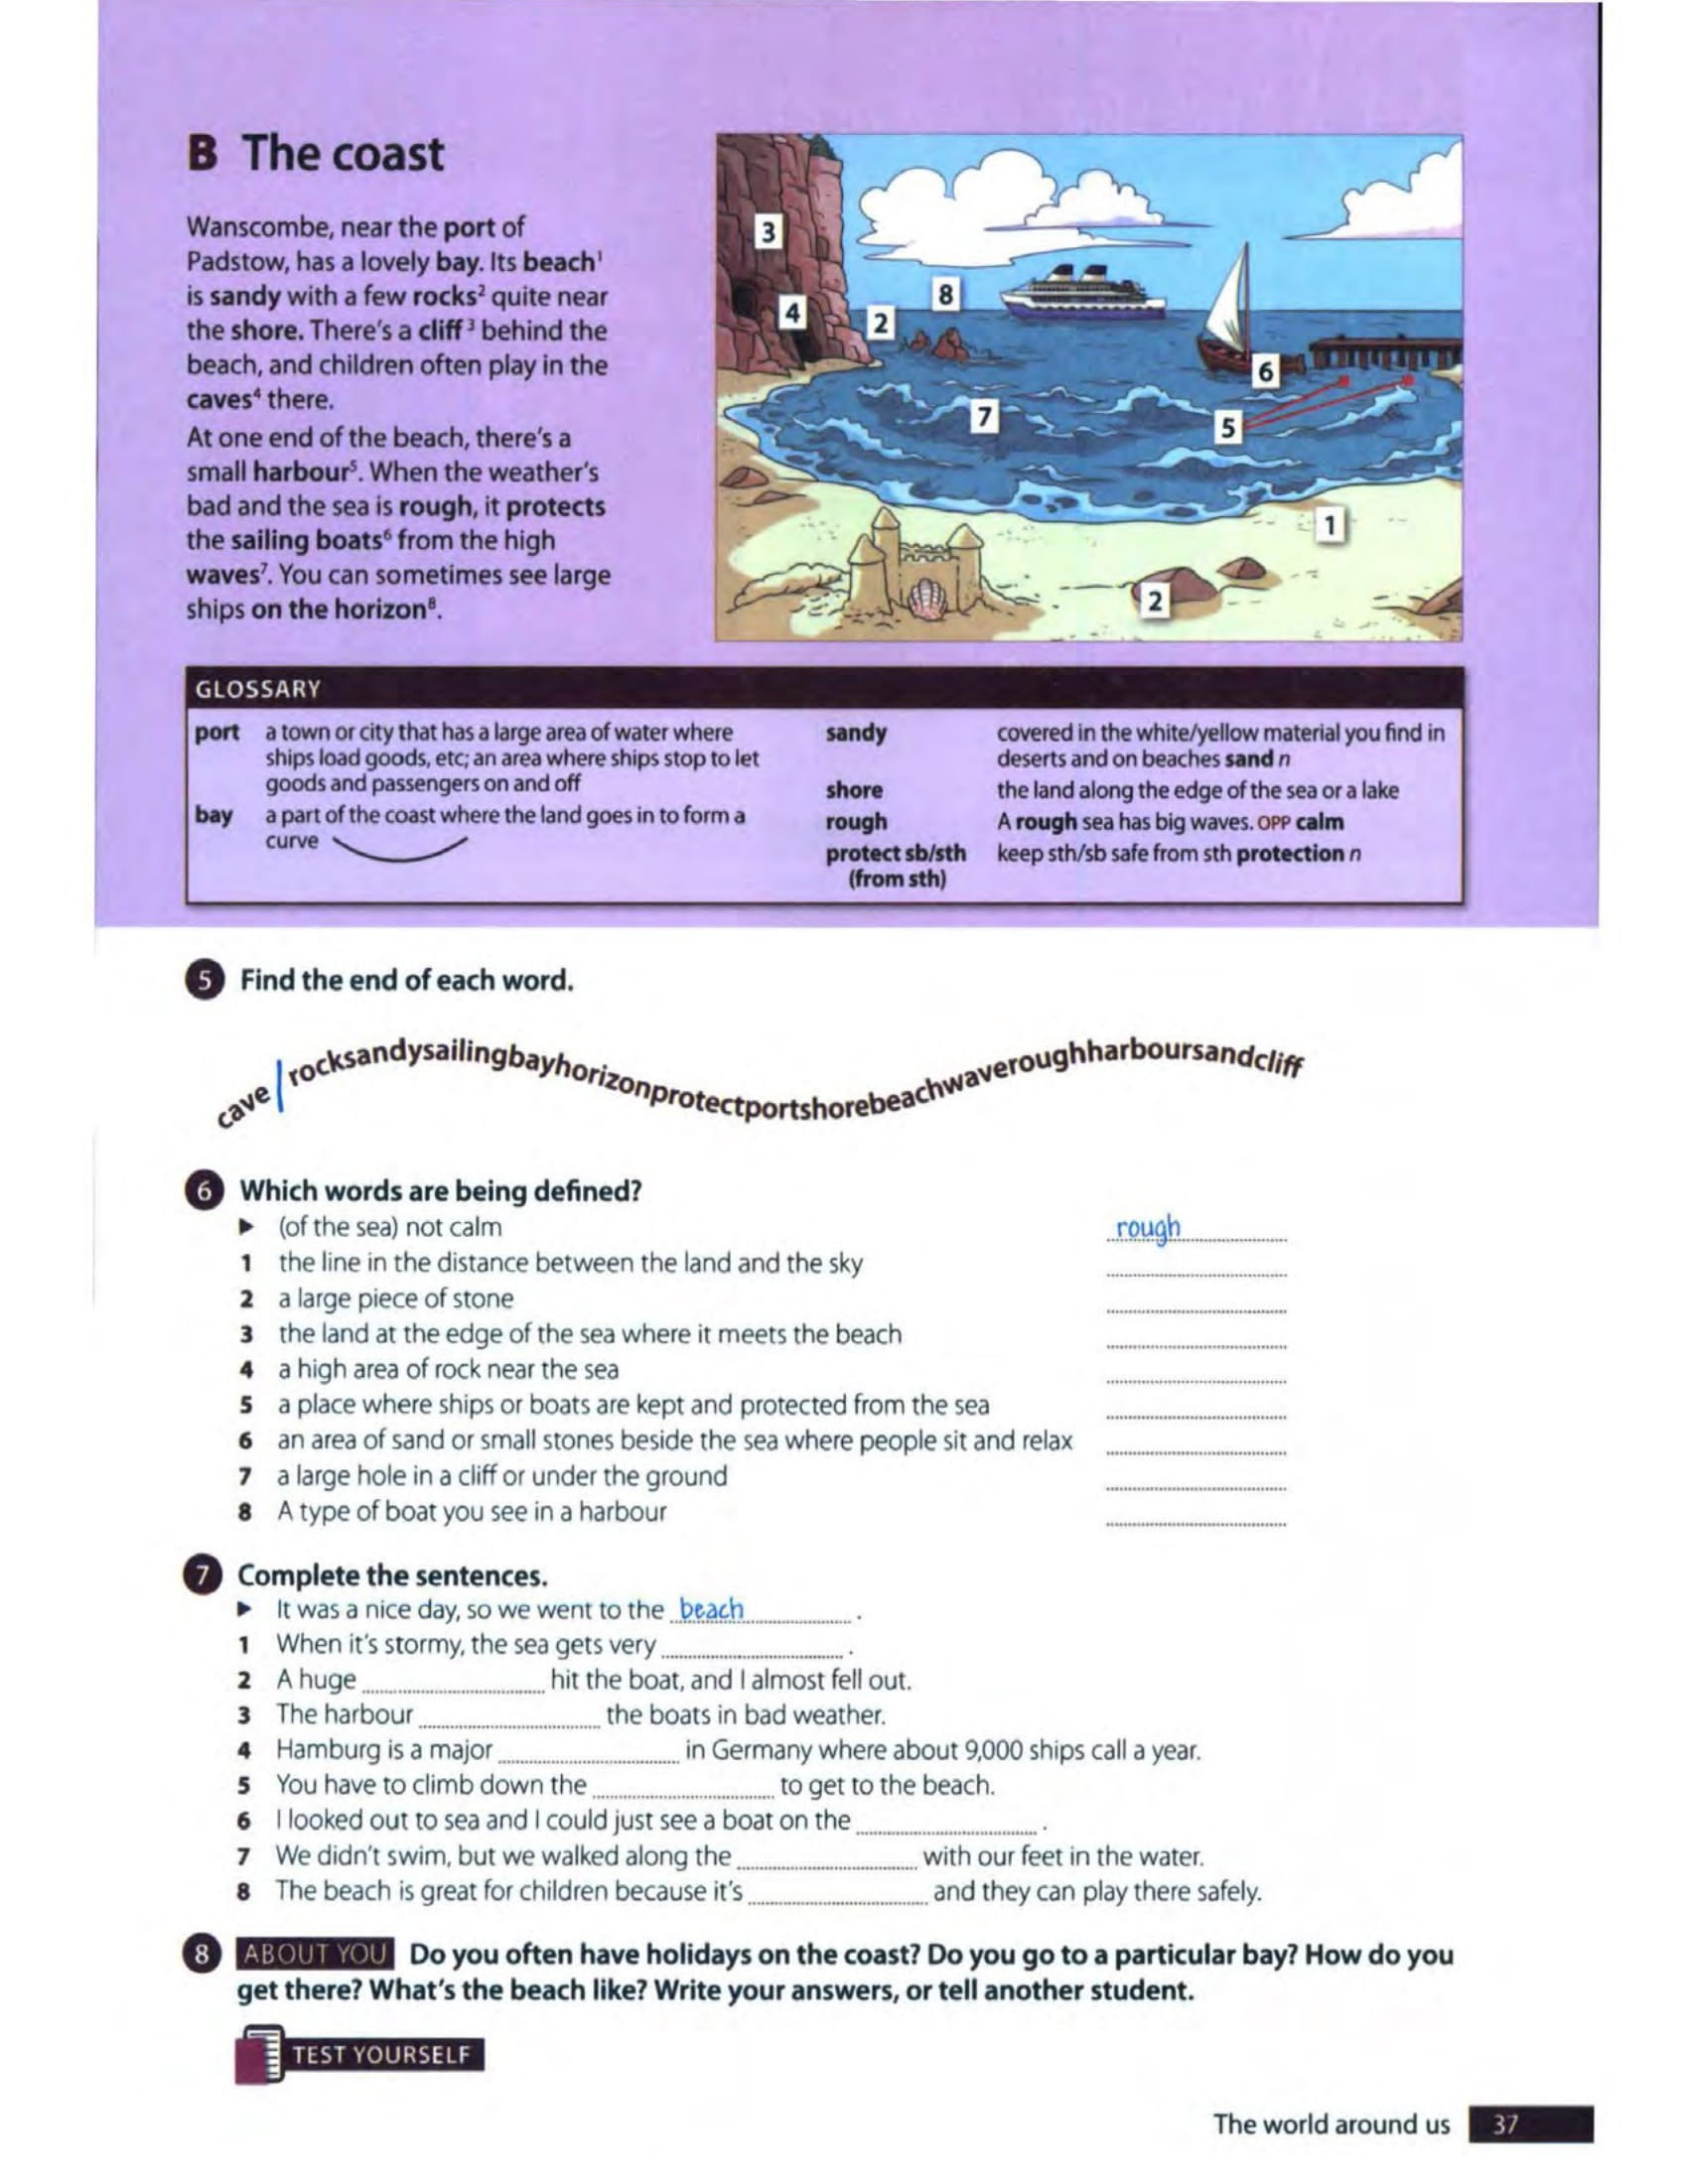 B The coast
Wanscombe, near the port of
Padstow, has a lovely bay. Its beach¹
is sandy with a few rocks² quite near
the shore. There's a cliff³ behind the
beach, and children often play in the
caves⁴ there.
At one end of the beach, there's a
small harbour⁵. When the weather's
bad and the sea is rough, it protects
the sailing boats⁶ from the high
waves⁷. You can sometimes see large
ships on the horizon⁸.
3
4
2
8
6
7
5
1
2
GLOSSARY
port a town or city that has a large area of water where
ships load goods, etc; an area where ships stop to let
goods and passengers on and off
bay a part of the coast where the land goes in to form a
curve
sandy covered in the white/yellow material you find in
deserts and on beaches sand n
shore the land along the edge of the sea or a lake
rough A rough sea has big waves. OPP calm
protect sb/sth keep sth/sb safe from sth protection n
(from sth)
5 Find the end of each word.
cave/rocksandysailingbayhorizonprotectportshorebeachwaveroughharboursandcliff
6 Which words are being defined?
► (of the sea) not calm rough
1 the line in the distance between the land and the sky
2 a large piece of stone
3 the land at the edge of the sea where it meets the beach
4 a high area of rock near the sea
5 a place where ships or boats are kept and protected from the sea
6 an area of sand or small stones beside the sea where people sit and relax
7 a large hole in a cliff or under the ground
8 A type of boat you see in a harbour
7 Complete the sentences.
► It was a nice day, so we went to the beach .
1 When it's stormy, the sea gets very .
2 A huge hit the boat, and I almost fell out.
3 The harbour the boats in bad weather.
4 Hamburg is a major in Germany where about 9,000 ships call a year.
5 You have to climb down the to get to the beach.
6 I looked out to sea and I could just see a boat on the .
7 We didn't swim, but we walked along the with our feet in the water.
8 The beach is great for children because it's and they can play there safely.
8 ABOUT YOU Do you often have holidays on the coast? Do you go to a particular bay? How do you
get there? What's the beach like? Write your answers, or tell another student.
TEST YOURSELF
The world around us 37